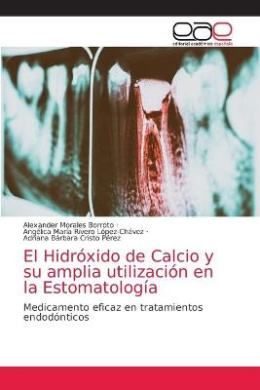 eae
editorial académica española
Alexander Morales Borroto ·
Angélica María Rivero López-Chávez ·
Adriana Bárbara Cristo Pérez
El Hidróxido de Calcio y
su amplia utilización en
la Estomatología
Medicamento eficaz en tratamientos
endodónticos